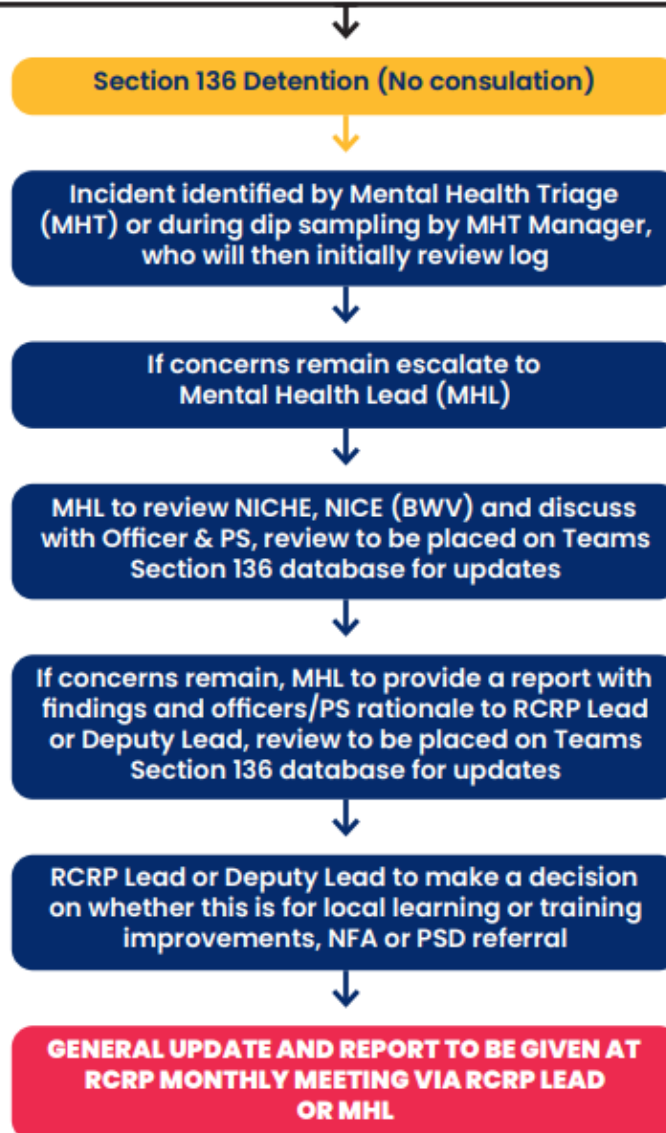 Section 136 Detention (No consulation)
Incident identified by Mental Health Triage
(MHT) or during dip sampling by MHT Manager,
who will then initially review log
If concerns remain escalate to
Mental Health Lead (MHL)
MHL to review NICHE, NICE (BWV) and discuss
with Officer & PS, review to be placed on Teams
Section 136 database for updates
If concerns remain, MHL to provide a report with
findings and officers/PS rationale to RCRP Lead
or Deputy Lead, review to be placed on Teams
Section 136 database for updates
RCRP Lead or Deputy Lead to make a decision
on whether this is for local learning or training
improvements, NFA or PSD referral
GENERAL UPDATE AND REPORT TO BE GIVEN AT
RCRP MONTHLY MEETING VIA RCRP LEAD
OR MHL